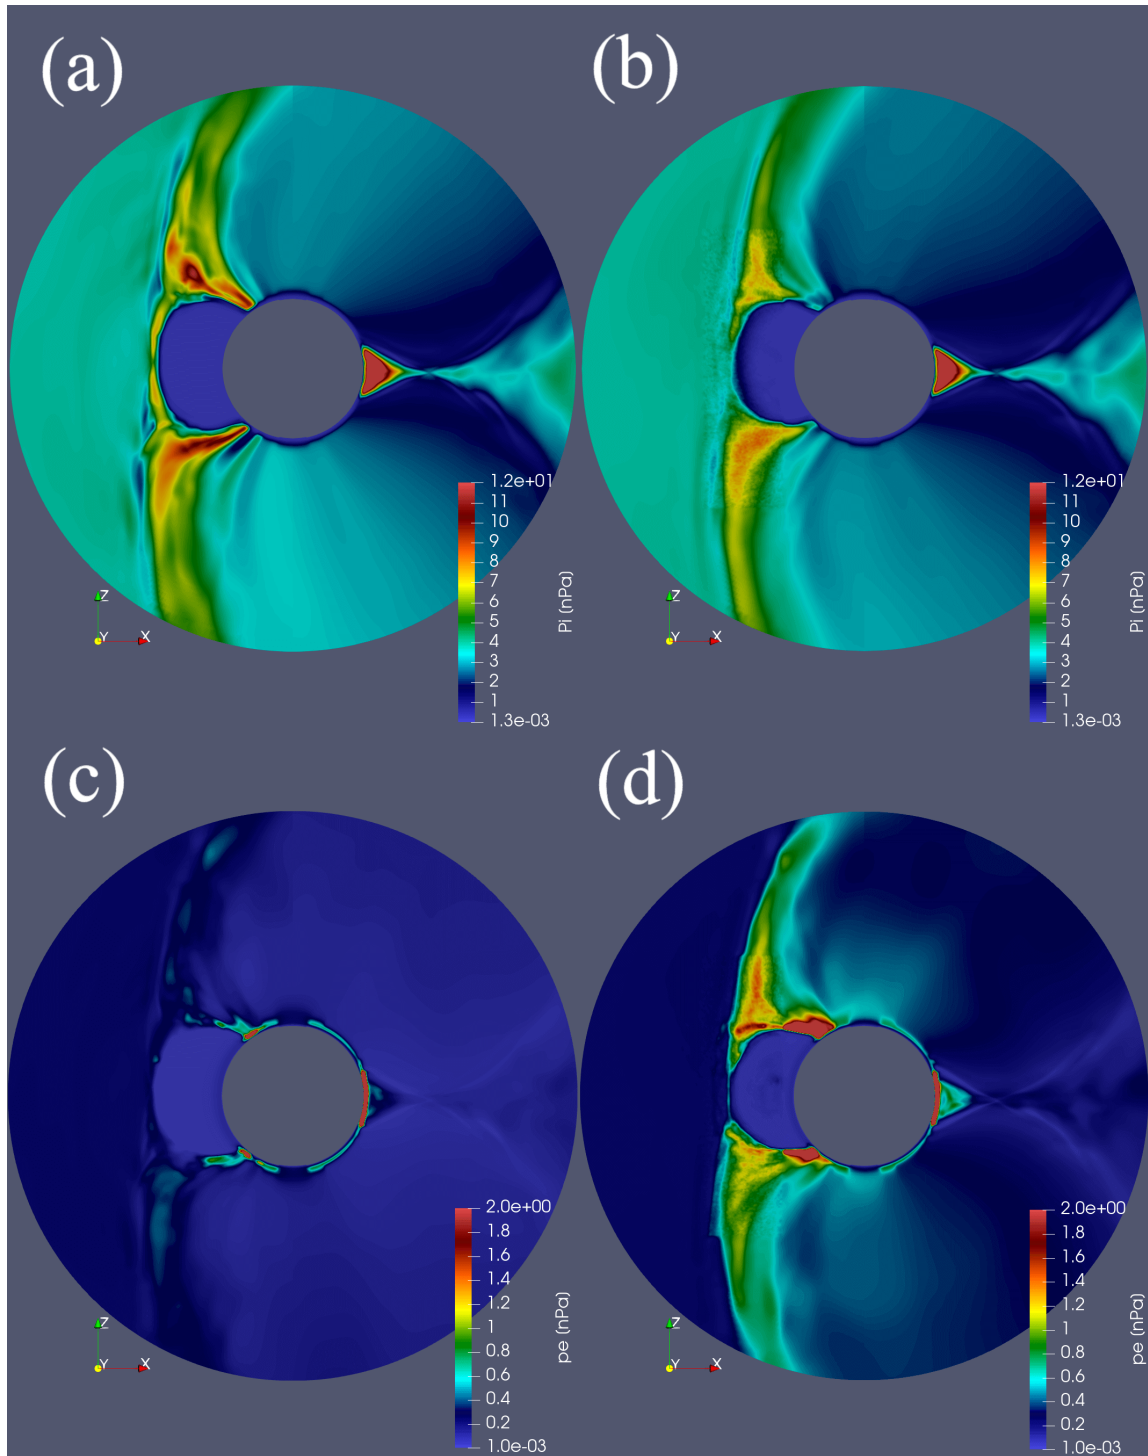 (a)
(b)
1.2e+01
11
10
9
8
7
6
5
4
3
2
1
1.3e-03
Pi (nPa)
Z
Y
X
1.2e+01
11
10
9
8
7
6
5
4
3
2
1
1.3e-03
Pi (nPa)
Z
Y
X
(c)
(d)
2.0e+00
1.8
1.6
1.4
1.2
1
0.8
0.6
0.4
0.2
1.0e-03
pe (nPa)
Z
Y
X
2.0e+00
1.8
1.6
1.4
1.2
1
0.8
0.6
0.4
0.2
1.0e-03
pe (nPa)
Z
Y
X